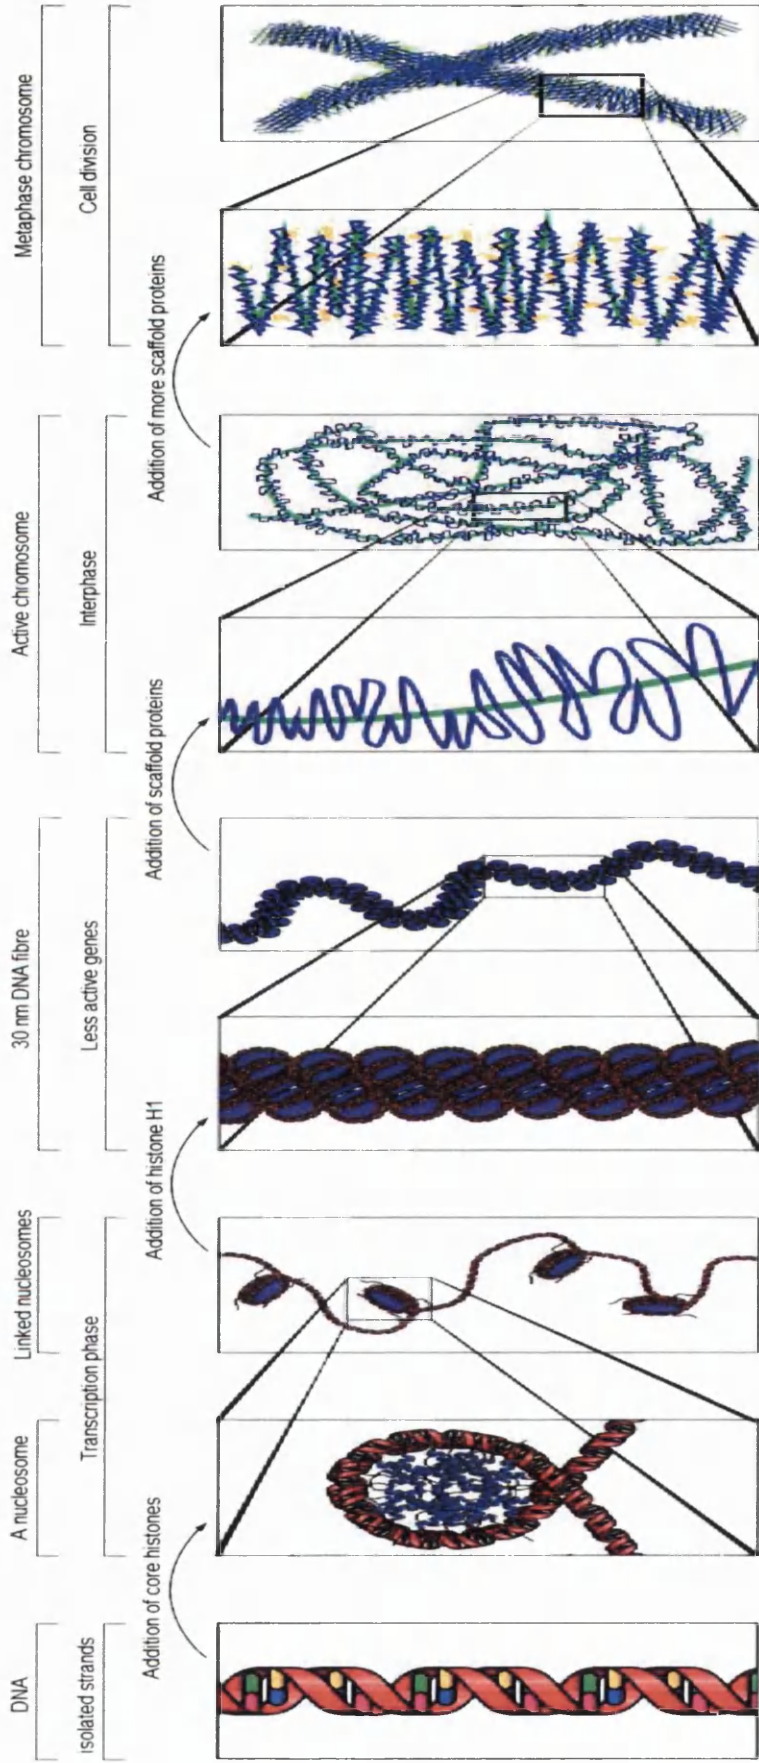 DNA
A nucleosome
Linked nucleosomes
30 nm DNA fibre
Active chromosome
Metaphase chromosome
isolated strands
Transcription phase
Less active genes
Interphase
Cell division
Addition of core histones
Addition of histone H1
Addition of scaffold proteins
Addition of more scaffold proteins